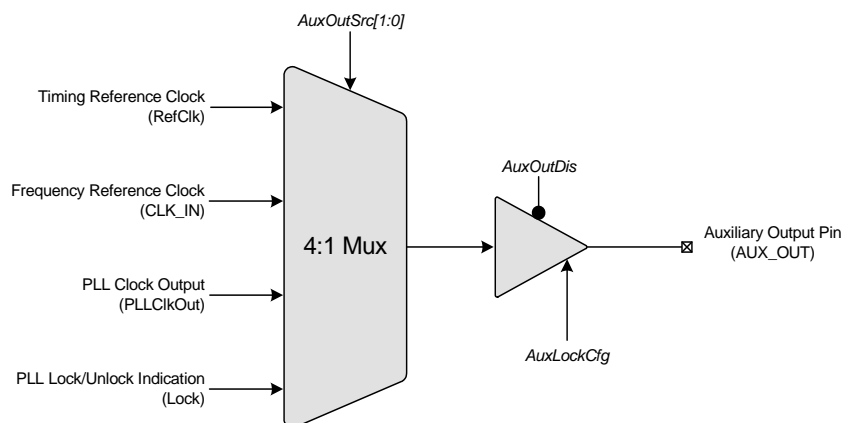 AuxOutSrc[1:0]
Timing Reference Clock
(RefClk)
Frequency Reference Clock
(CLK_IN)
PLL Clock Output
(PLLClkOut)
PLL Lock/Unlock Indication
(Lock)
4:1 Mux
AuxOutDis
AuxLockCfg
Auxiliary Output Pin
(AUX_OUT)